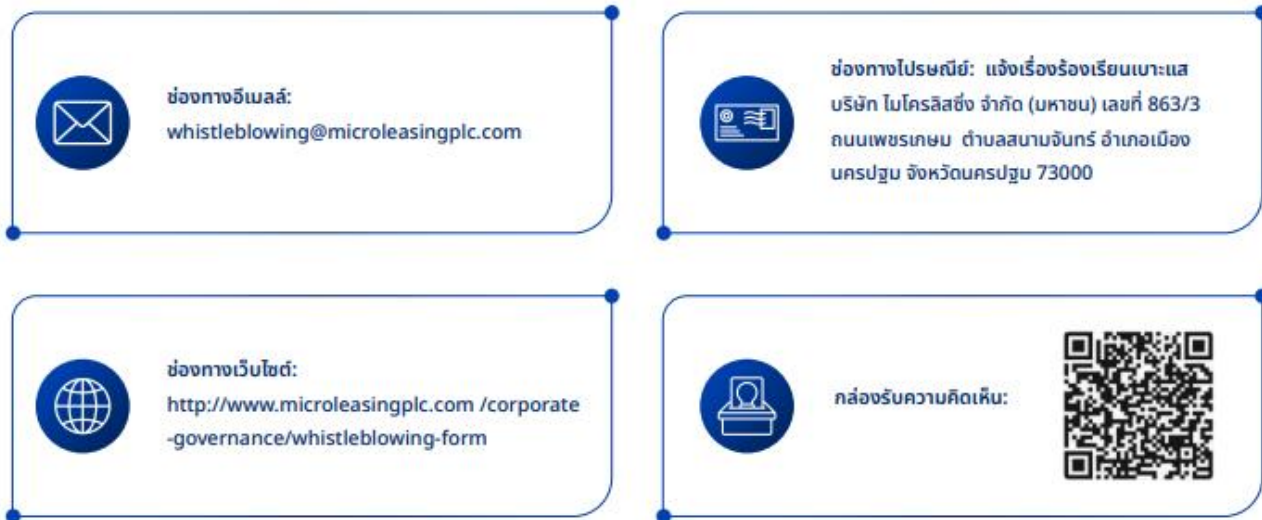 ช่องทางอีเมลล์:
whistleblowing@microleasingplc.com
ช่องทางไปรษณีย์: แจ้งเรื่องร้องเรียนเบาะแส
บริษัท ไมโครลิสซิ่ง จำกัด (มหาชน) เลขที่ 863/3
ถนนเพชรเกษม ตำบลสนามจันทร์ อำเภอเมือง
นครปฐม จังหวัดนครปฐม 73000
ช่องทางเว็บไซต์:
http://www.microleasingplc.com /corporate
-governance/whistleblowing-form
กล่องรับความคิดเห็น: